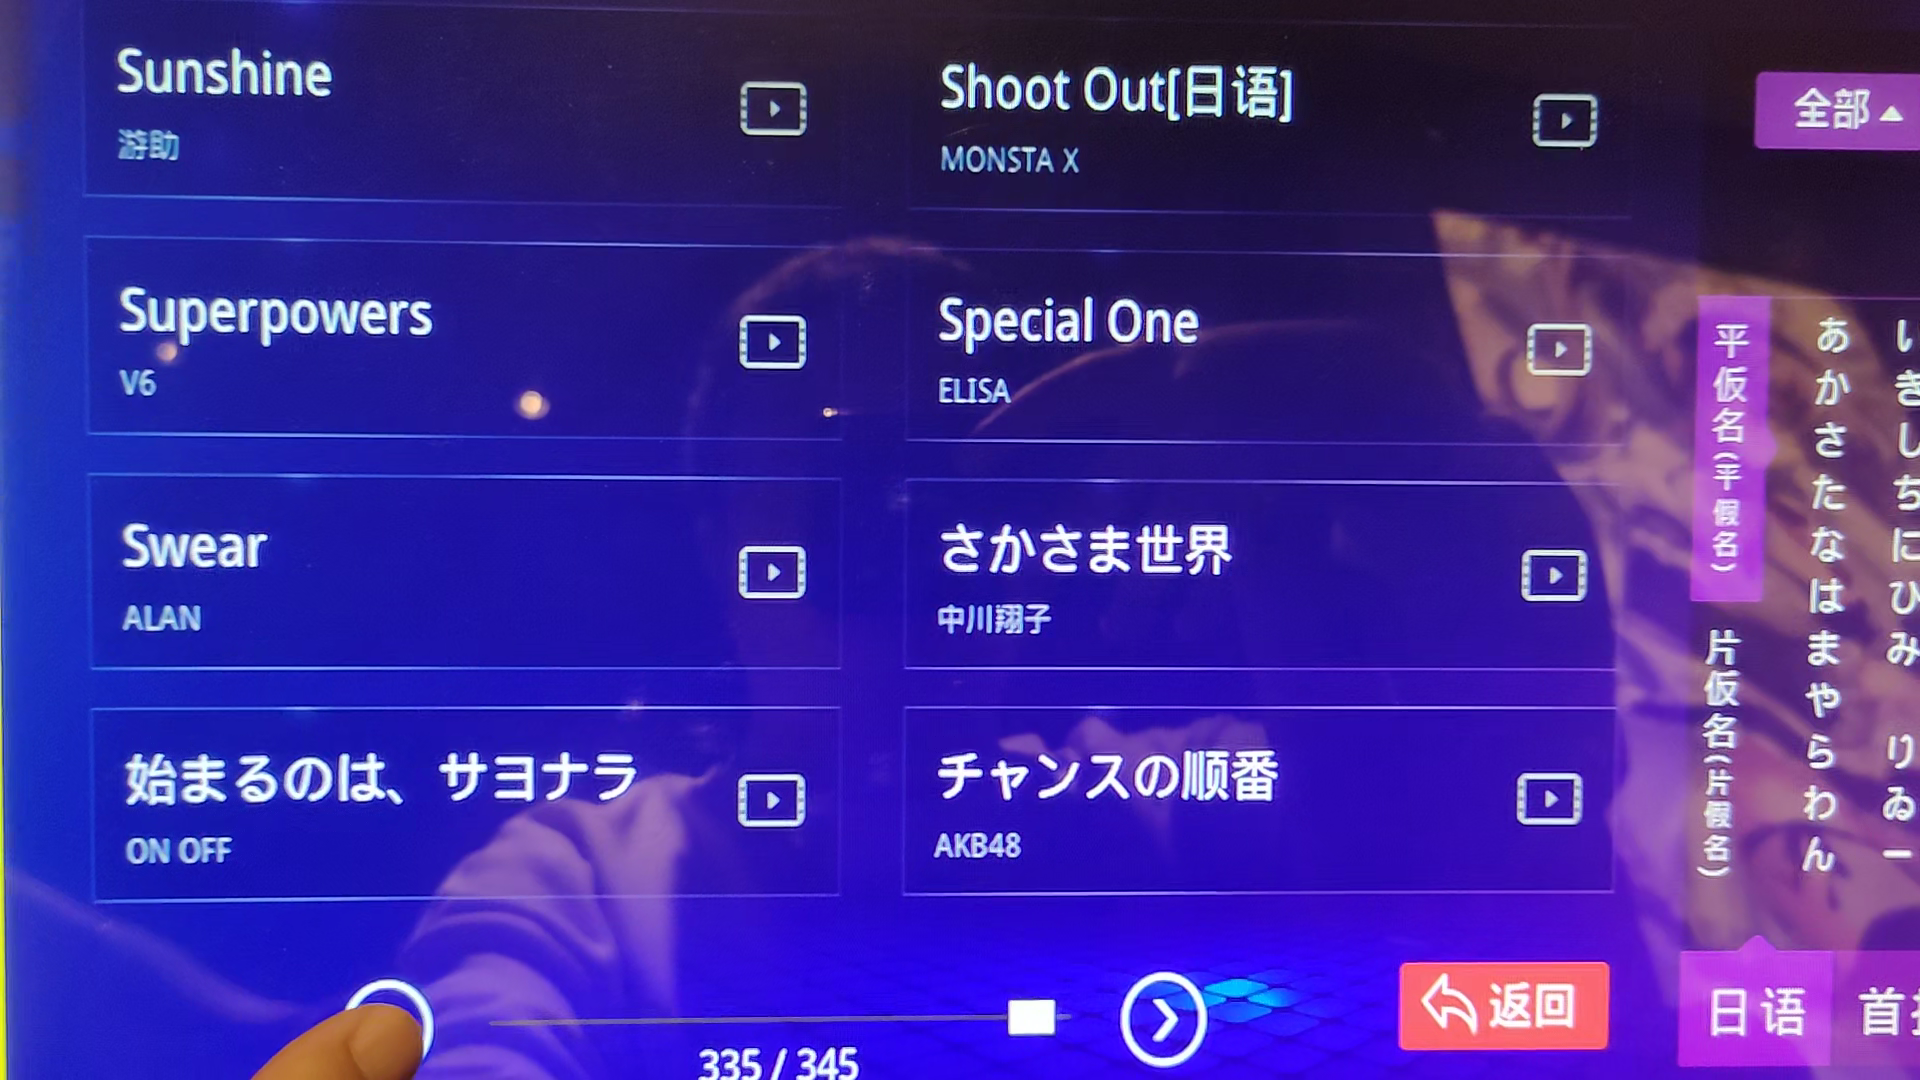 Sunshine
游助
Shoot Out[日语]
MONSTA X
Superpowers
V6
Special One
ELISA
Swear
ALAN
さかさま世界
中川翔子
始まるのは、サヨナラ
ON OFF
チャンスの顺番
AKB48
335 / 345
返回
全部
平仮名(平假名)
片仮名(片假名)
あかさたなはまやらわん
いきしちにひみ りゐー
日语
首